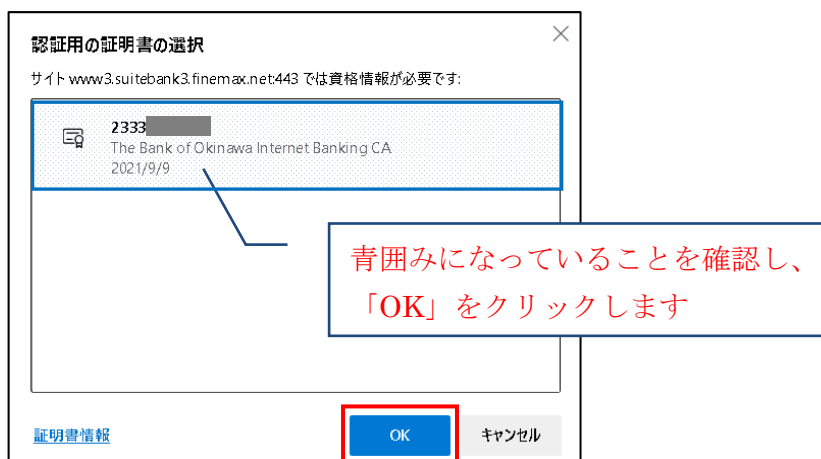 認証用の証明書の選択
サイト www3.suitebank3.finemax.net:443 では資格情報が必要です:
2333
The Bank of Okinawa Internet Banking CA
2021/9/9
青囲みになっていることを確認し、
「OK」をクリックします
証明書情報
OK
キャンセル